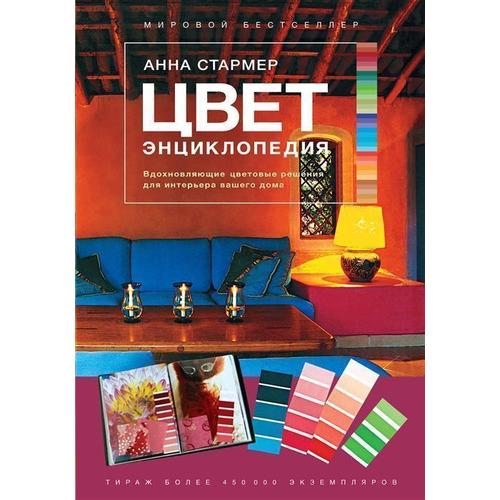 МИРОВОЙ БЕСТСЕЛЛЕР
АННА СТАРМЕР
ЦВЕТ
ЭНЦИКЛОПЕДИЯ
Вдохновляющие цветовые решения
для интерьера вашего дома
ТИРАЖ БОЛЕЕ 450 000 ЭКЗЕМПЛЯРОВ